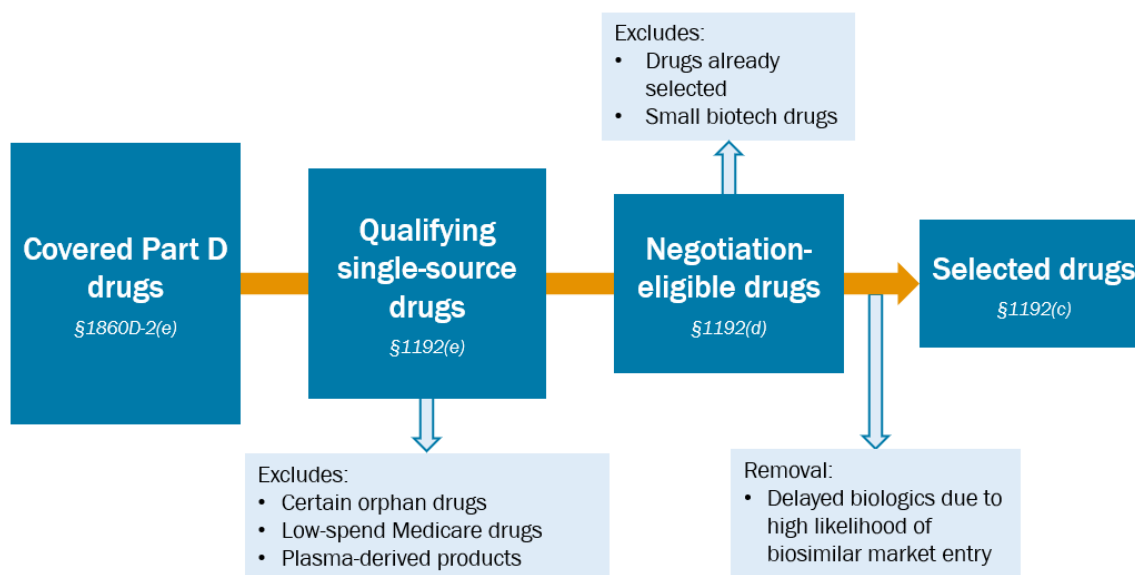 Excludes:
• Drugs already
selected
• Small biotech drugs
Covered Part D
drugs
§1860D-2(e)
Qualifying
single-source
drugs
§1192(e)
Negotiation-
eligible drugs
§1192(d)
Selected drugs
§1192(c)
Excludes:
• Certain orphan drugs
• Low-spend Medicare drugs
• Plasma-derived products
Removal:
• Delayed biologics due to
high likelihood of
biosimilar market entry